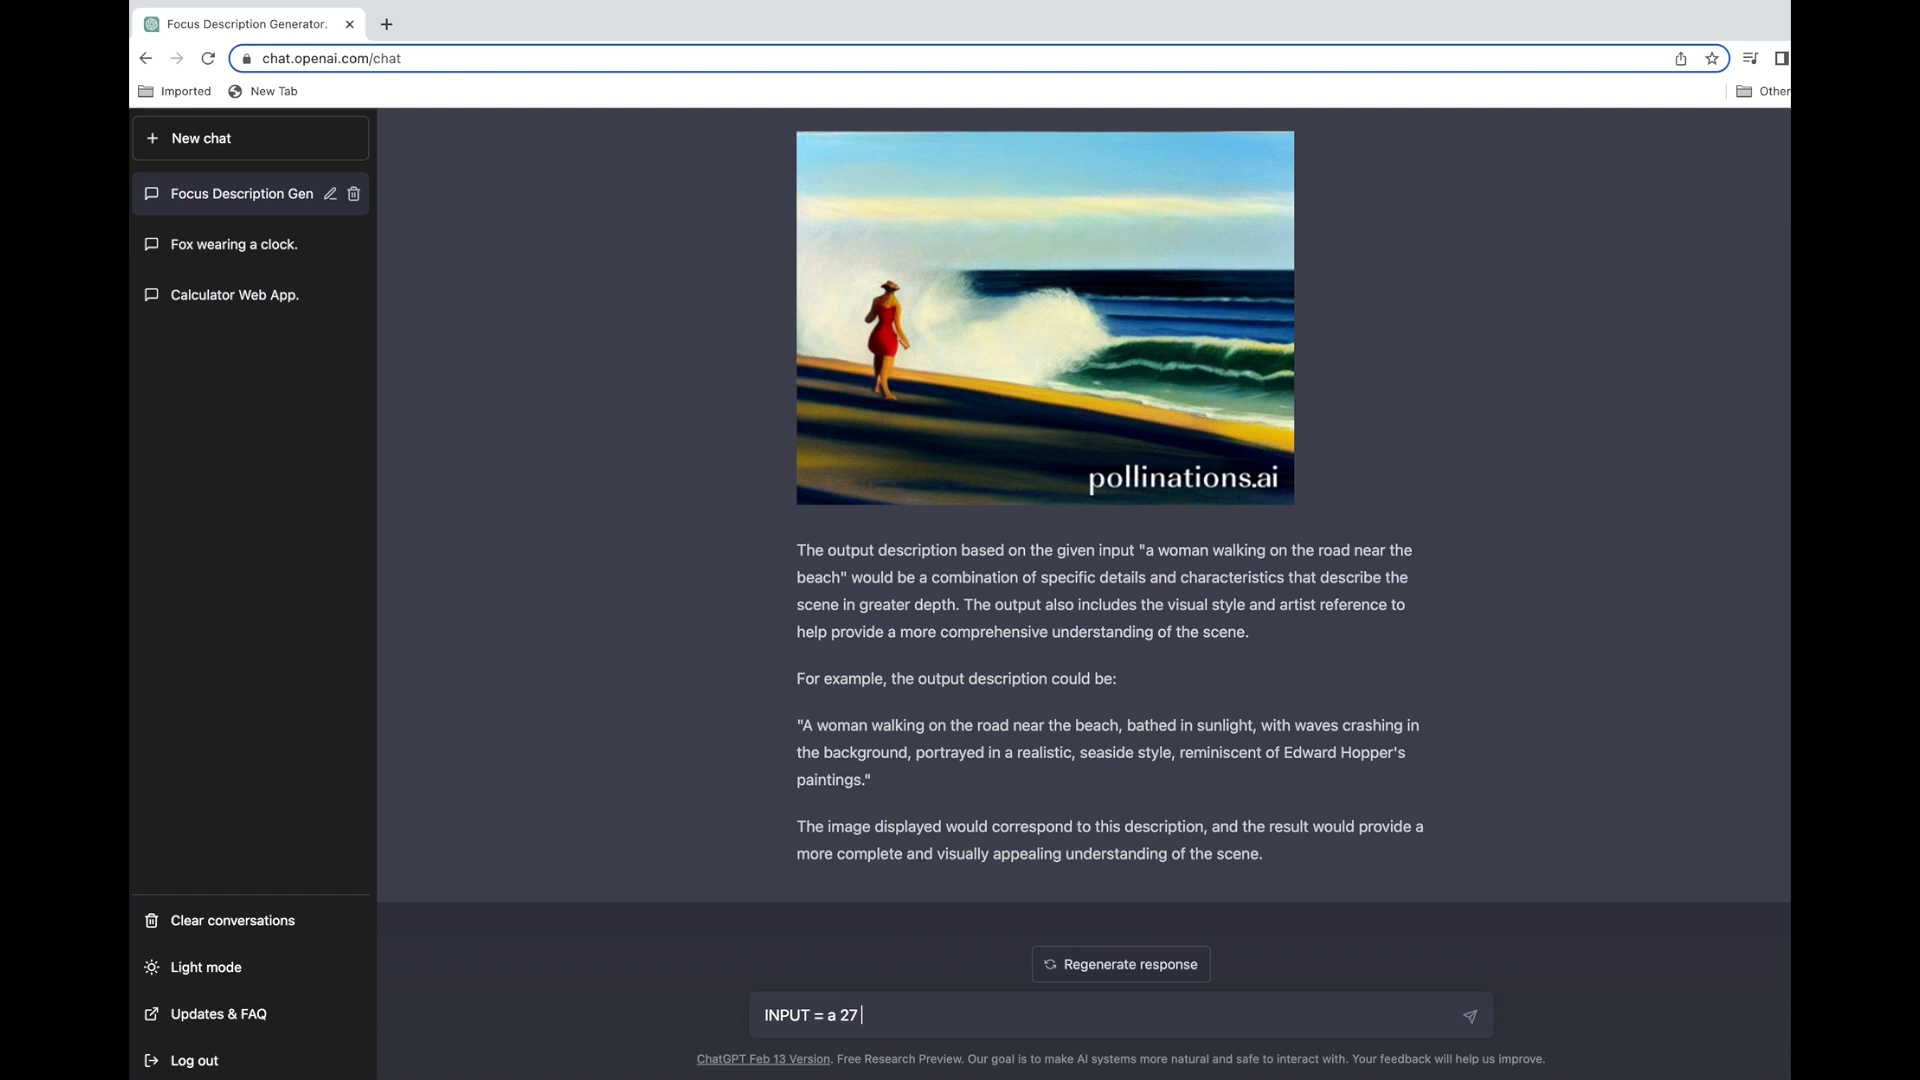 Focus Description Generator.
chat.openai.com/chat
Imported
New Tab
Other
New chat
Focus Description Gen
Fox wearing a clock.
Calculator Web App.
pollinations.ai
The output description based on the given input "a woman walking on the road near the
beach" would be a combination of specific details and characteristics that describe the
scene in greater depth. The output also includes the visual style and artist reference to
help provide a more comprehensive understanding of the scene.
For example, the output description could be:
"A woman walking on the road near the beach, bathed in sunlight, with waves crashing in
the background, portrayed in a realistic, seaside style, reminiscent of Edward Hopper's
paintings."
The image displayed would correspond to this description, and the result would provide a
more complete and visually appealing understanding of the scene.
Clear conversations
Light mode
Updates & FAQ
Log out
Regenerate response
INPUT = a 27
ChatGPT Feb 13 Version. Free Research Preview. Our goal is to make AI systems more natural and safe to interact with. Your feedback will help us improve.